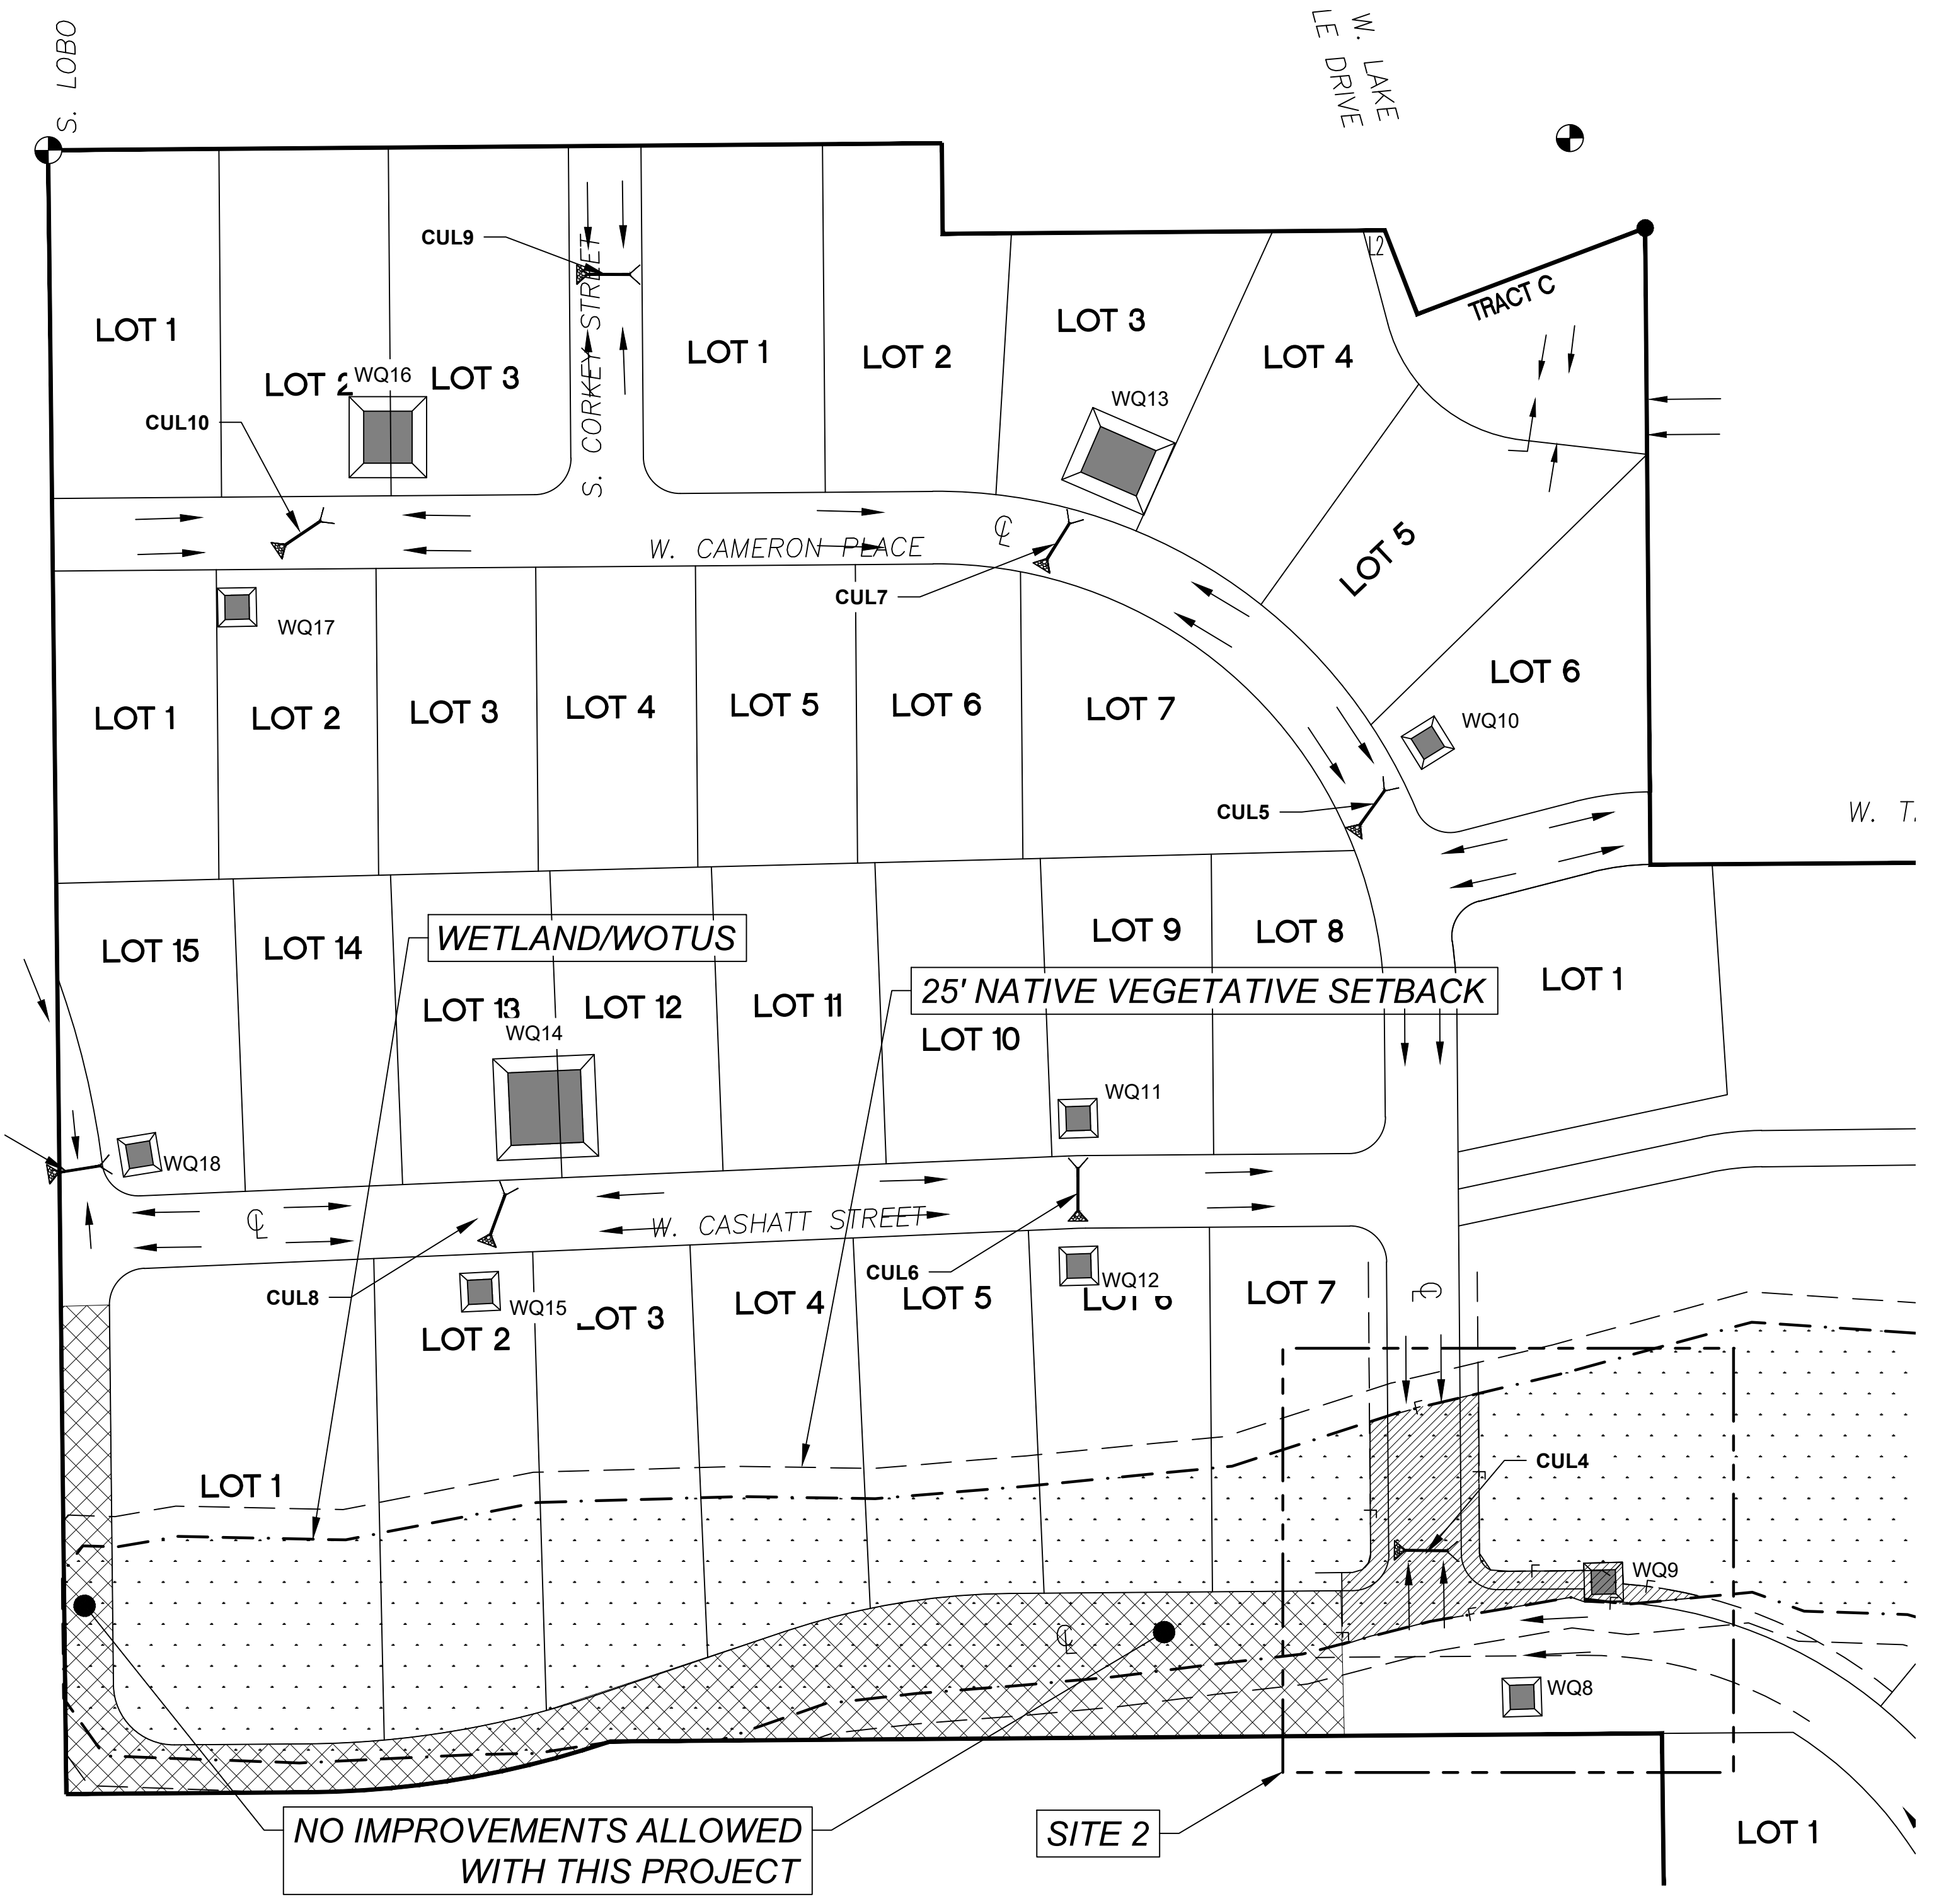 S. LOBO
W. LAKE
LE DRIVE
CUL9
S. CORKEY STREET
L2
TRACT C
LOT 1
LOT 2
WQ16
LOT 3
LOT 1
LOT 2
LOT 3
LOT 4
WQ13
CUL10
W. CAMERON PLACE
℄
CUL7
LOT 5
WQ17
LOT 1
LOT 2
LOT 3
LOT 4
LOT 5
LOT 6
LOT 7
LOT 6
WQ10
CUL5
W. T
LOT 15
LOT 14
WETLAND/WOTUS
LOT 9
LOT 8
25' NATIVE VEGETATIVE SETBACK
LOT 1
LOT 13
LOT 12
LOT 11
LOT 10
WQ14
WQ11
WQ18
℄
W. CASHATT STREET
CUL8
WQ15
CUL6
WQ12
LOT 2
LOT 3
LOT 4
LOT 5
LOT 6
LOT 7
℄
LOT 1
CUL4
WQ9
℄
WQ8
NO IMPROVEMENTS ALLOWED
WITH THIS PROJECT
SITE 2
LOT 1